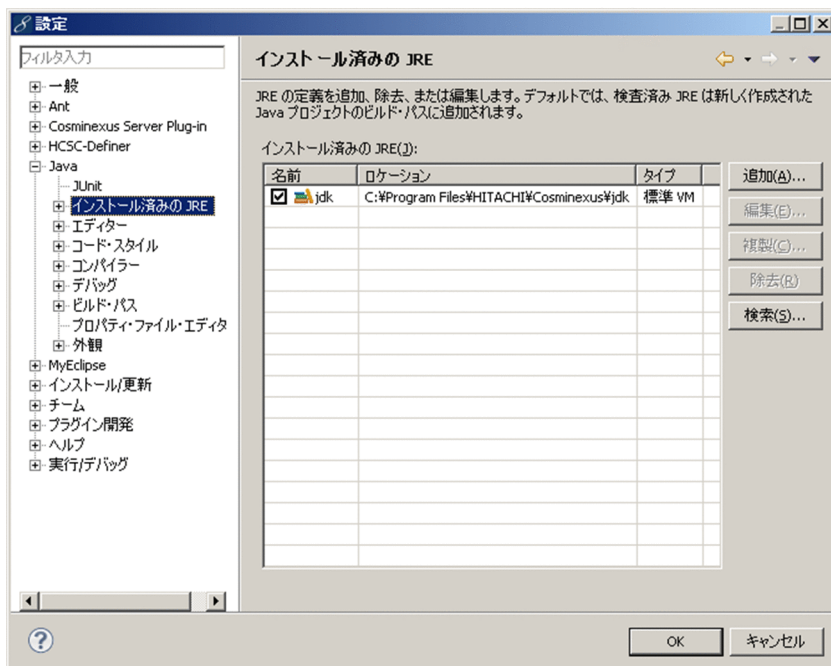 設定
フィルタ入力
一般
Ant
Cosminexus Server Plug-in
HCSC-Definer
Java
JUnit
インストール済みの JRE
エディター
コード・スタイル
コンパイラー
デバッグ
ビルド・パス
プロパティ・ファイル・エディタ
外観
MyEclipse
インストール/更新
チーム
プラグイン開発
ヘルプ
実行/デバッグ
インストール済みの JRE
JRE の定義を追加、除去、または編集します。デフォルトでは、検査済み JRE は新しく作成された
Java プロジェクトのビルド・パスに追加されます。
インストール済みの JRE(J):
名前 ロケーション タイプ
jdk C:¥Program Files¥HITACHI¥Cosminexus¥jdk 標準 VM
追加(A)...
編集(E)...
複製(C)...
除去(R)
検索(S)...
OK キャンセル